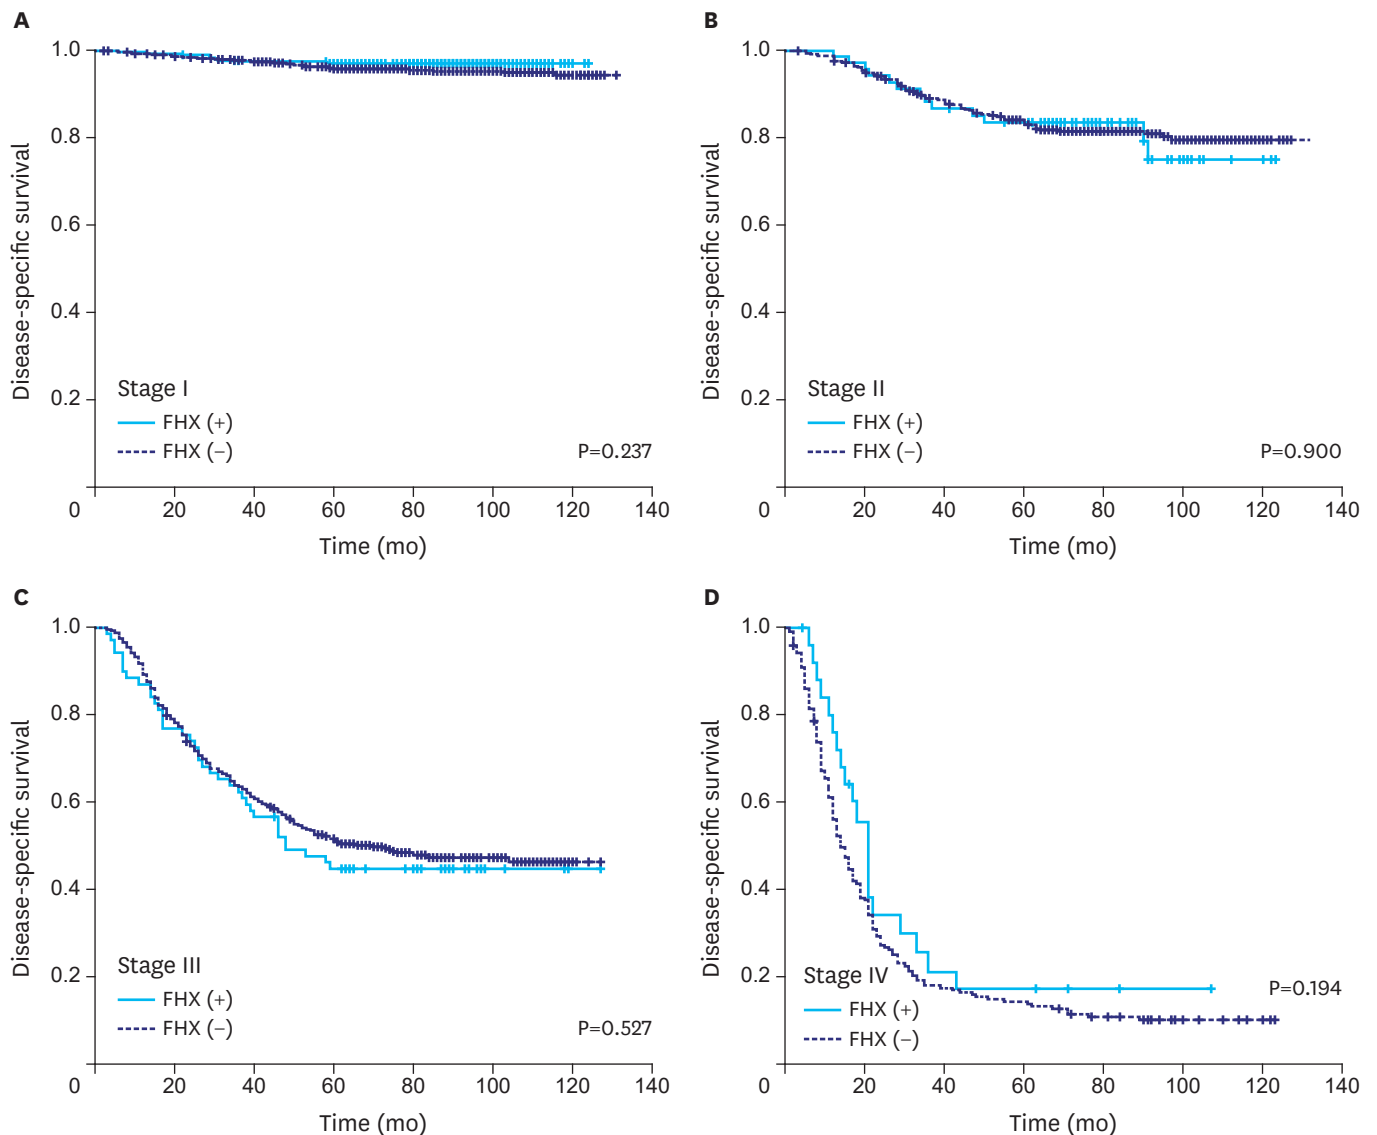 A
Disease-specific survival
1.0
0.8
0.6
0.4
0.2
Stage I
FHX (+)
FHX (−)
P=0.237
0 20 40 60 80 100 120 140
Time (mo)
B
Disease-specific survival
1.0
0.8
0.6
0.4
0.2
Stage II
FHX (+)
FHX (−)
P=0.900
0 20 40 60 80 100 120 140
Time (mo)
C
Disease-specific survival
1.0
0.8
0.6
0.4
0.2
Stage III
FHX (+)
FHX (−)
P=0.527
0 20 40 60 80 100 120 140
Time (mo)
D
Disease-specific survival
1.0
0.8
0.6
0.4
0.2
Stage IV
FHX (+)
FHX (−)
P=0.194
0 20 40 60 80 100 120 140
Time (mo)